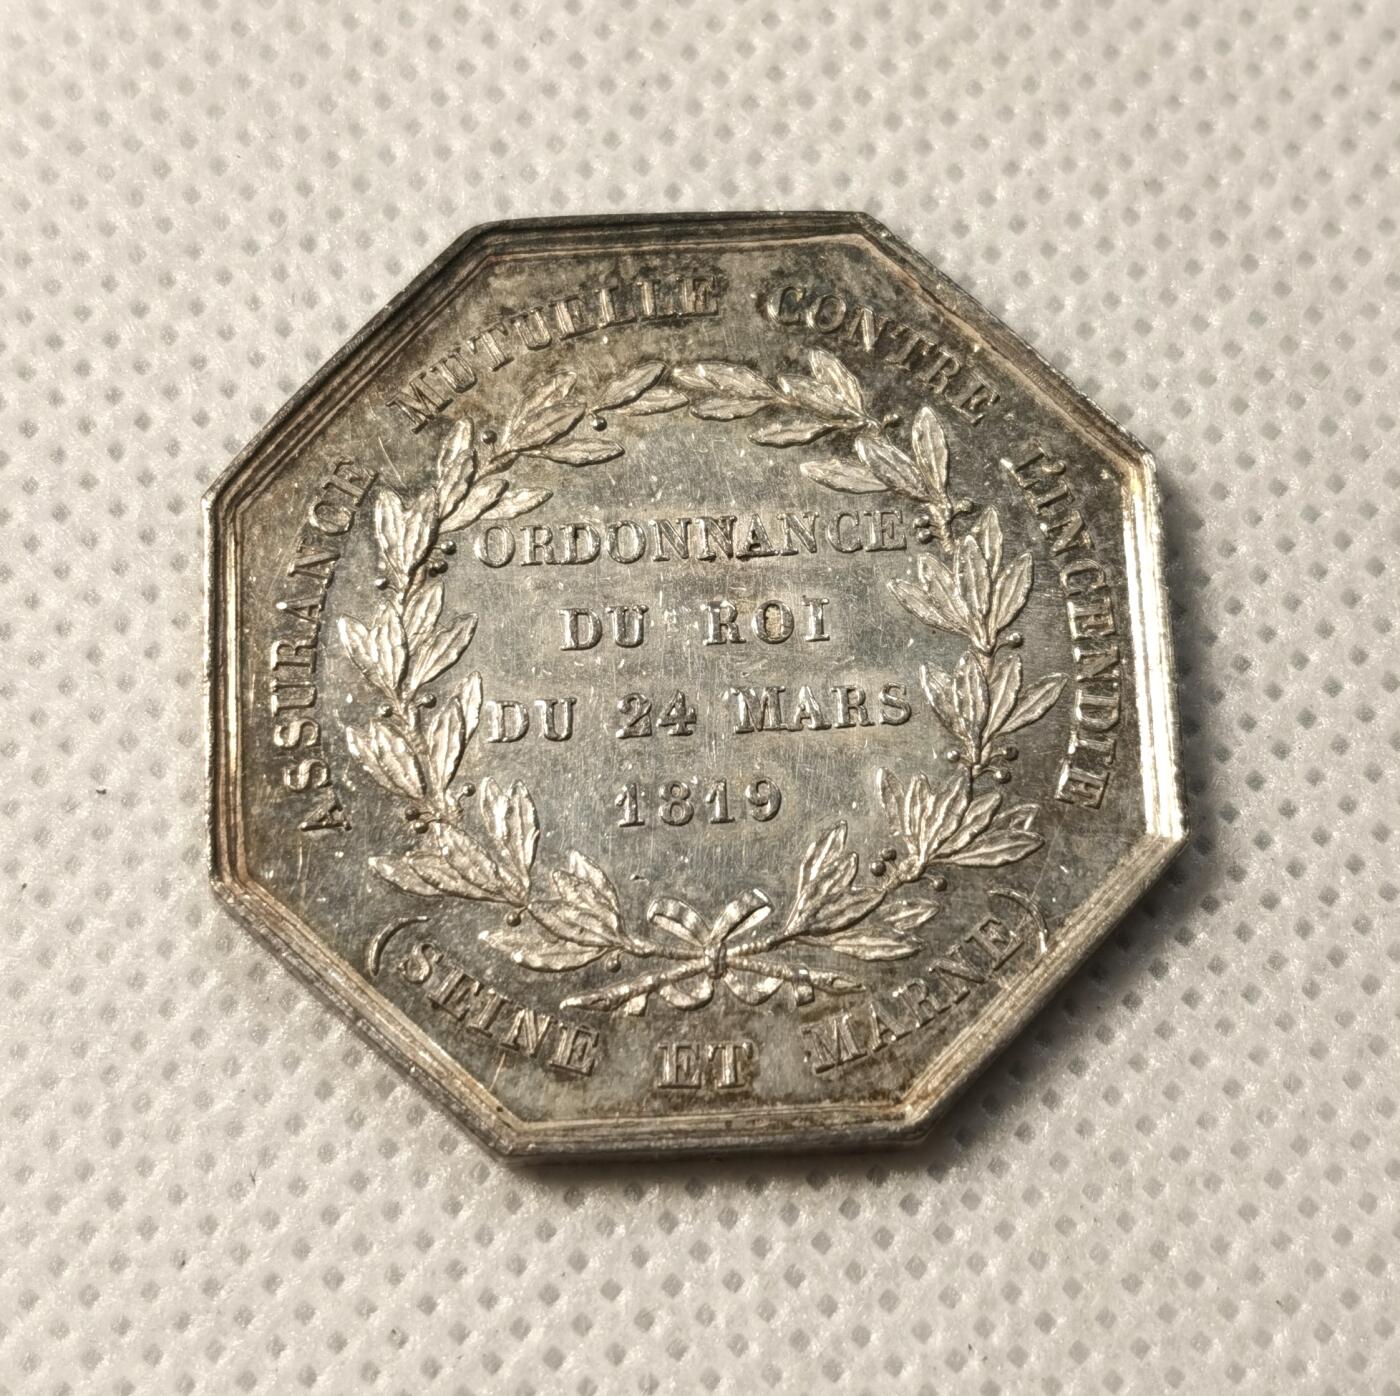 ASSURANCE MUTUELLE CONTRE L'INCENDIE
ORDONNANCE
DU ROI
DU 24 MARS
1819
(SEINE ET MARNE)